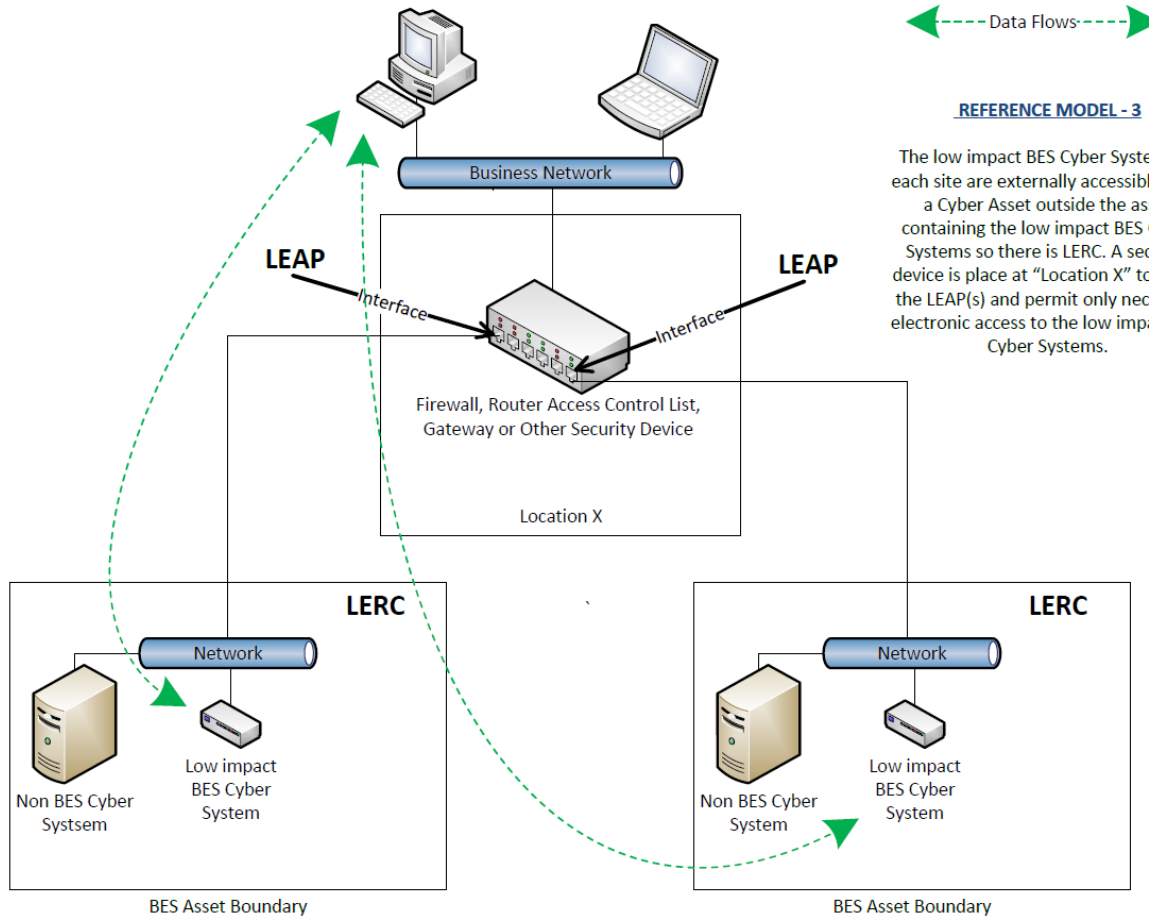 Data Flows
REFERENCE MODEL - 3
The low impact BES Cyber Syste
each site are externally accessibl
a Cyber Asset outside the as
containing the low impact BES
Systems so there is LERC. A sec
device is place at “Location X” to
the LEAP(s) and permit only nec
electronic access to the low impa
Cyber Systems.
Business Network
LEAP
Interface
LEAP
Interface
Firewall, Router Access Control List,
Gateway or Other Security Device
Location X
LERC
Network
Non BES Cyber
Systsem
Low impact
BES Cyber
System
BES Asset Boundary
LERC
Network
Non BES Cyber
System
Low impact
BES Cyber
System
BES Asset Boundary